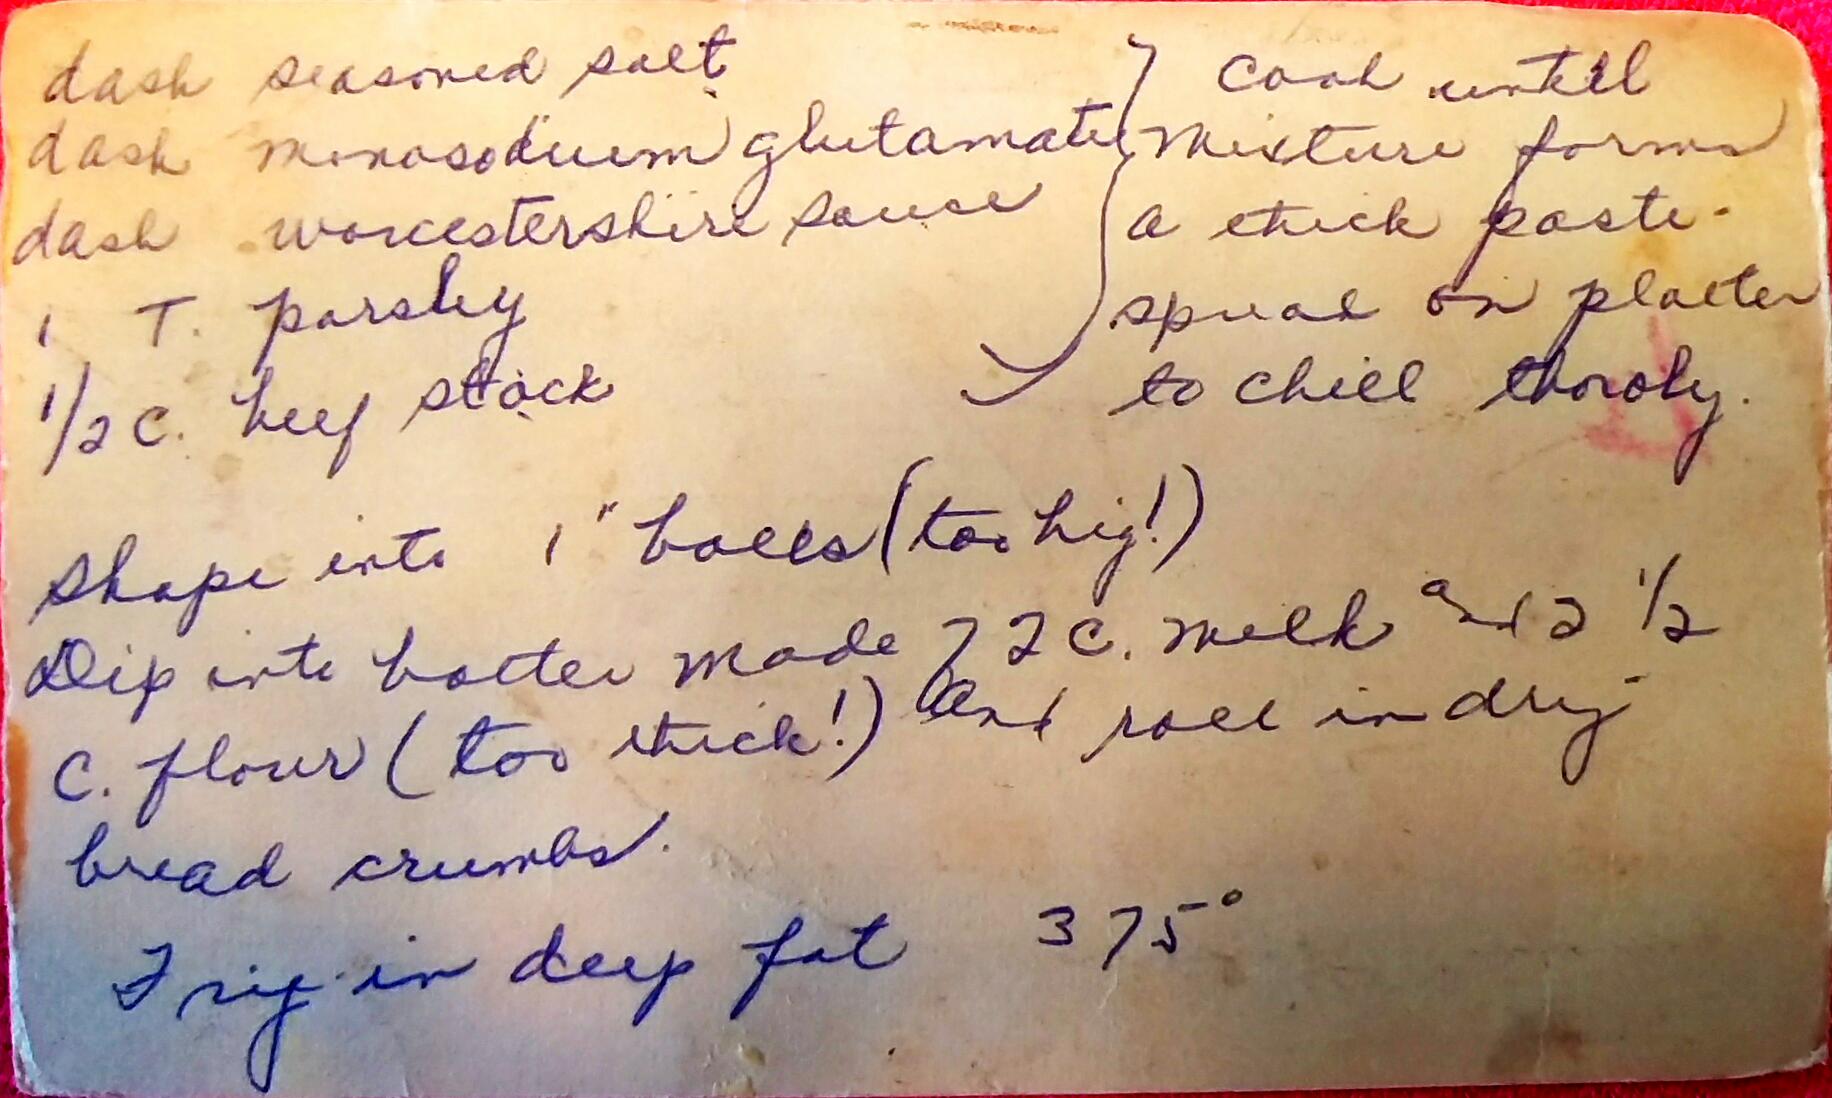 dash seasoned salt
dash monosodium glutamate
dash worcestershire sauce
1 T. parsley
1/2 C. beef stock
Cook until
mixture forms
a thick paste.
spread on platter
to chill thoroly.
Shape into 1" balls (too big!)
Dip into batter made 7 2 C. milk and 2 1/2
C. flour (too thick!) and roll in dry
bread crumbs.
Fry in deep fat 375°